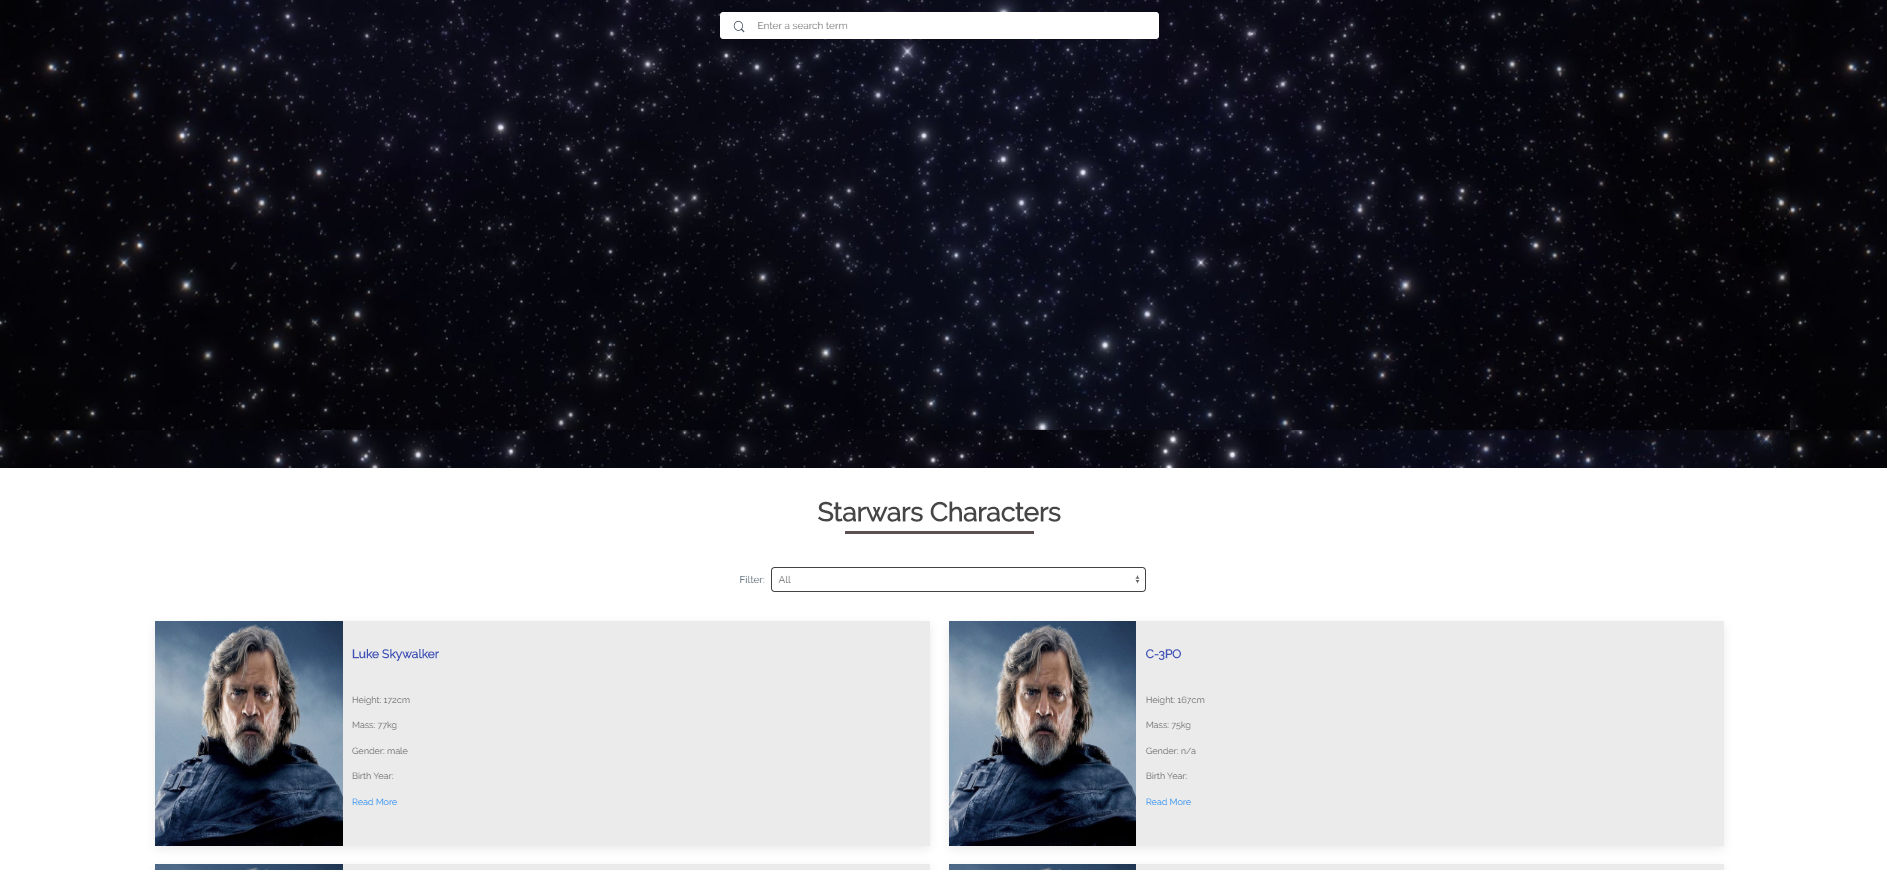 Enter a search term
Starwars Characters
Filter: All
Luke Skywalker
Height: 172cm
Mass: 77kg
Gender: male
Birth Year:
Read More
C-3PO
Height: 167cm
Mass: 75kg
Gender: n/a
Birth Year:
Read More